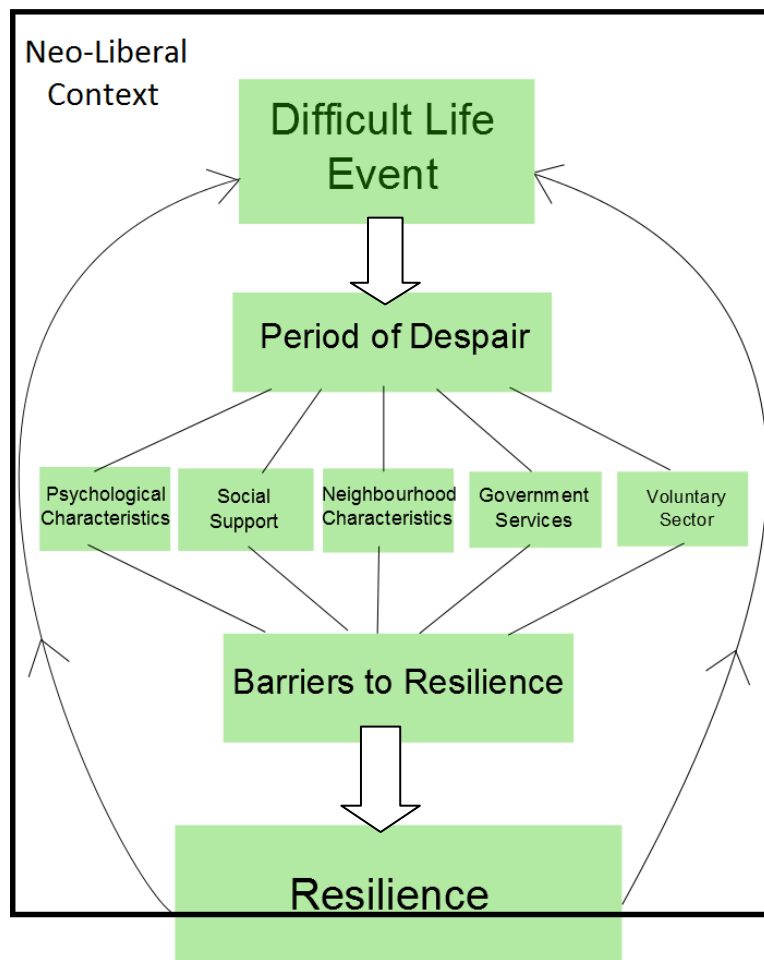 Neo-Liberal
Context
Difficult Life
Event
Period of Despair
Psychological
Characteristics
Social
Support
Neighbourhood
Characteristics
Government
Services
Voluntary
Sector
Barriers to Resilience
Resilience